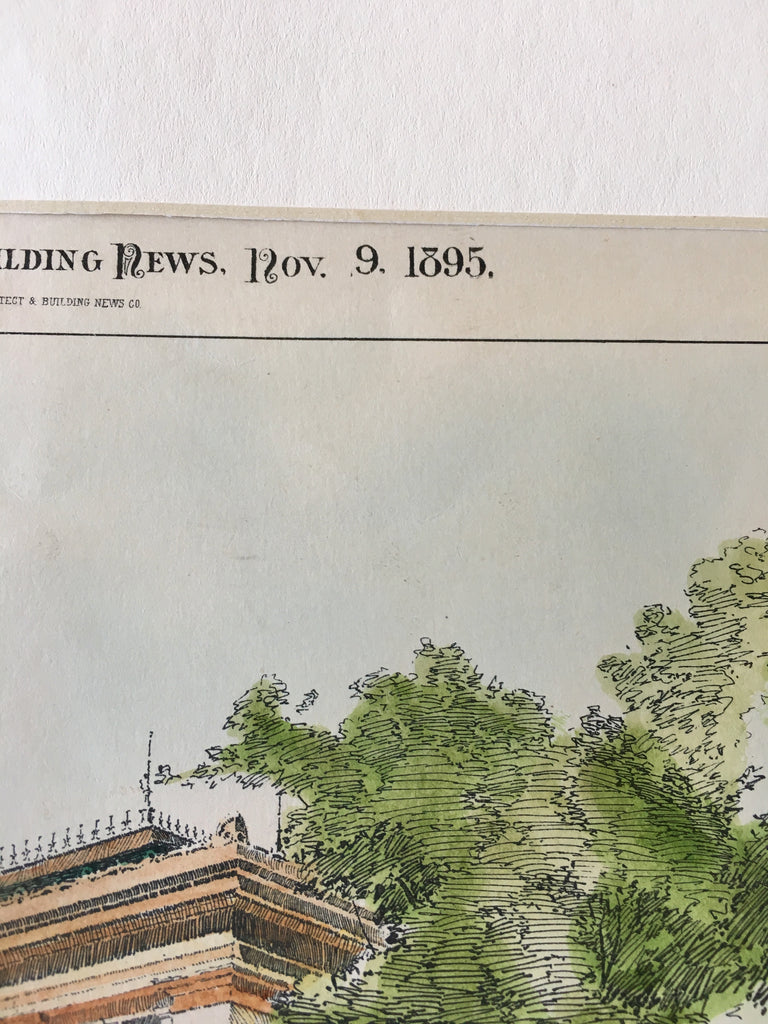 ILDING NEWS, NOV. 9, 1895.
TECT & BUILDING NEWS CO.